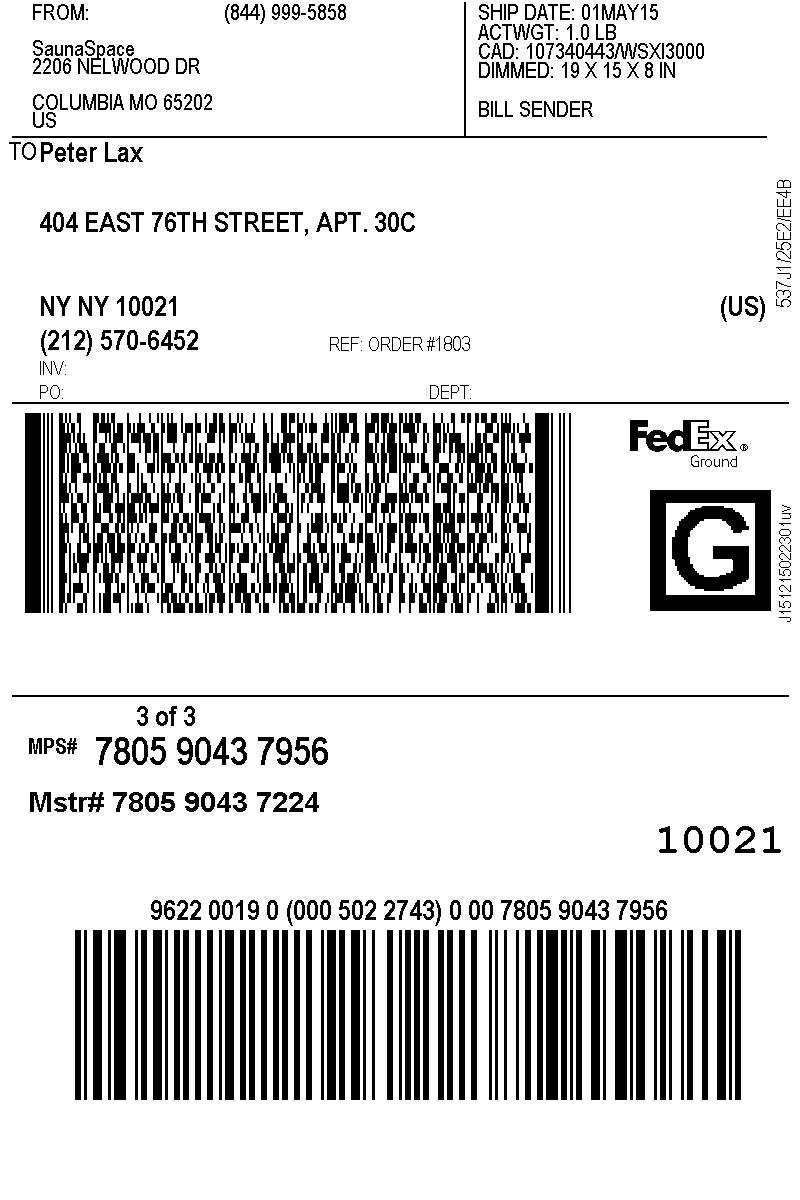 FROM: (844) 999-5858
SaunaSpace
2206 NELWOOD DR
COLUMBIA MO 65202
US
SHIP DATE: 01MAY15
ACTWGT: 1.0 LB
CAD: 107340443/WSXI3000
DIMMED: 19 X 15 X 8 IN
BILL SENDER
TO Peter Lax
404 EAST 76TH STREET, APT. 30C
NY NY 10021 (US)
(212) 570-6452 REF: ORDER #1803
INV:
PO: DEPT:
537J1/25E2/EE4B
FedEx®
Ground
G
J151215022301uv
3 of 3
MPS# 7805 9043 7956
Mstr# 7805 9043 7224
10021
9622 0019 0 (000 502 2743) 0 00 7805 9043 7956